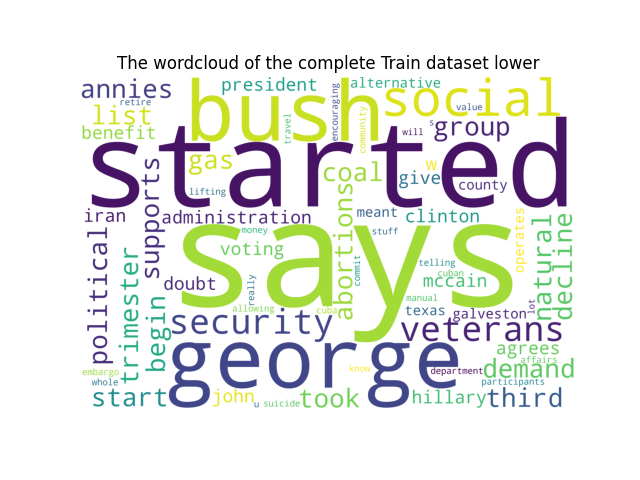 The wordcloud of the complete Train dataset lower
annies
president
alternative
retire
list
bush
social
value
benefit
travel
encouraging
community
s
will
group
started
gas
coal
w
give
county
lifting
supports
iran
administration
abortions
meant
clinton
operates
natural
decline
political
says
money
stuff
voting
trimester
doubt
really
commit
telling
cuban
mccain
begin
manual
lot
allowing
cuba
texas
galveston
security
veterans
george
agrees
affairs
embargo
whole
know
department
demand
participants
start
john
u
suicide
took
hillary
third